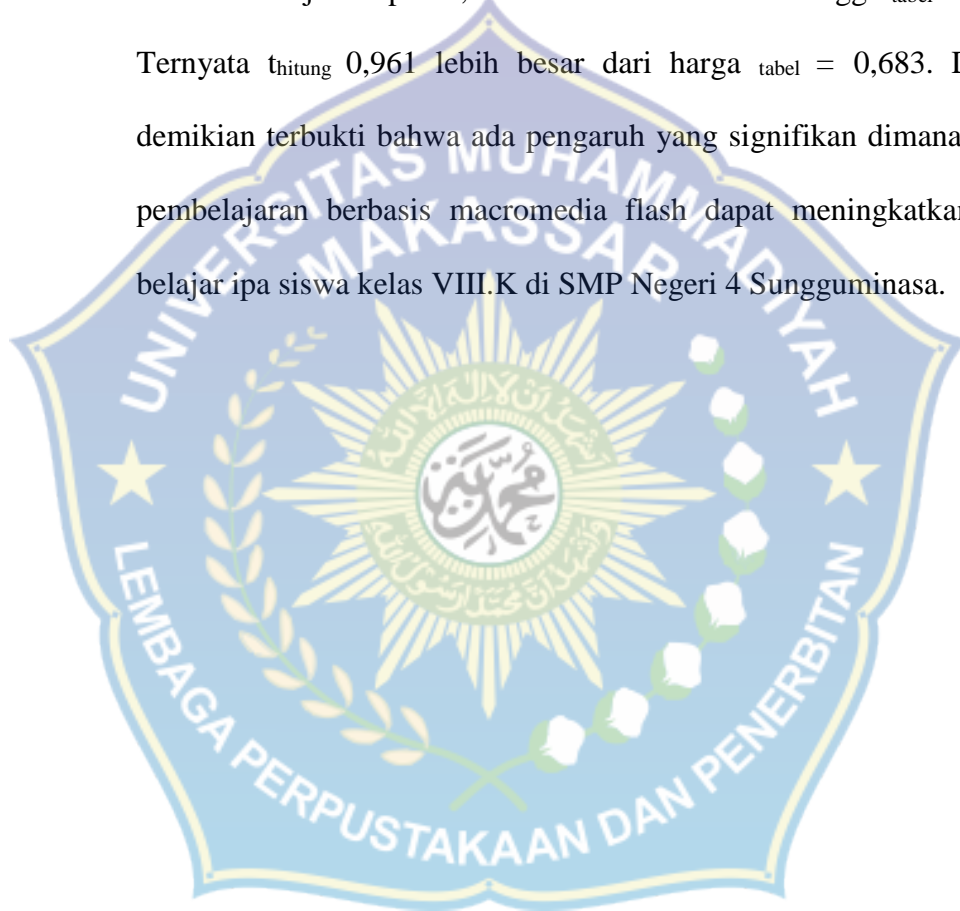 Ternyata thitung 0,961 lebih besar dari harga tabel = 0,683.
demikian terbukti bahwa ada pengaruh yang signifikan dimana
pembelajaran berbasis macromedia flash dapat meningkatkan
belajar ipa siswa kelas VIII.K di SMP Negeri 4 Sungguminasa.
UNIVERSITAS MUHAMMADIYAH
MAKASSAR
LEMBAGA PERPUSTAKAAN DAN PENERBITAN